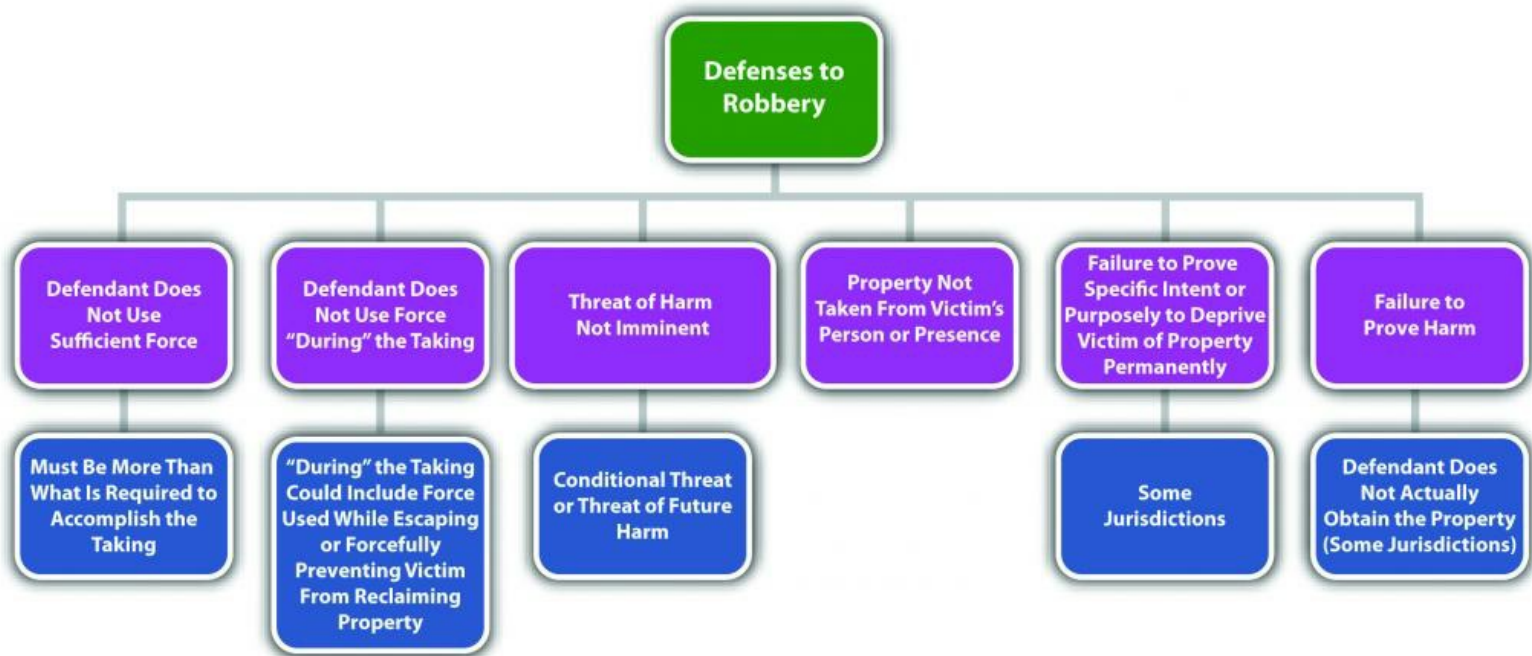 Defenses to
Robbery
Defendant Does
Not Use
Sufficient Force
Defendant Does
Not Use Force
“During” the Taking
Threat of Harm
Not Imminent
Property Not
Taken From Victim’s
Person or Presence
Failure to Prove
Specific Intent or
Purposely to Deprive
Victim of Property
Permanently
Failure to
Prove Harm
Must Be More Than
What Is Required to
Accomplish the
Taking
“During” the Taking
Could Include Force
Used While Escaping
or Forcefully
Preventing Victim
From Reclaiming
Property
Conditional Threat
or Threat of Future
Harm
Some
Jurisdictions
Defendant Does
Not Actually
Obtain the Property
(Some Jurisdictions)